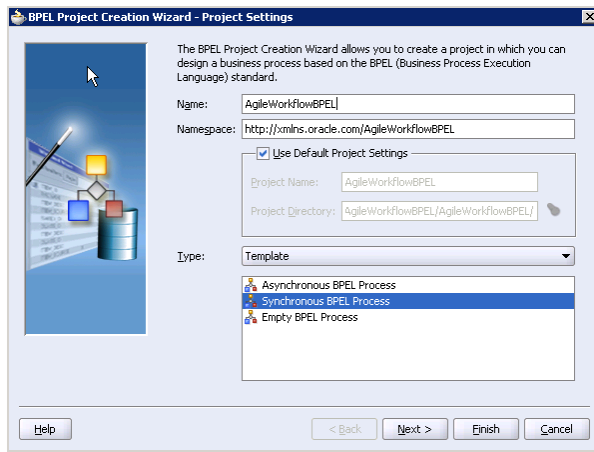 BPEL Project Creation Wizard - Project Settings
The BPEL Project Creation Wizard allows you to create a project in which you can
design a business process based on the BPEL (Business Process Execution
Language) standard.
Name: AgileWorkflowBPEL
Namespace: http://xmlns.oracle.com/AgileWorkflowBPEL
Use Default Project Settings
Project Name: AgileWorkflowBPEL
Project Directory: AgileWorkflowBPEL/AgileWorkflowBPEL/
Type: Template
Asynchronous BPEL Process
Synchronous BPEL Process
Empty BPEL Process
Help < Back Next > Finish Cancel